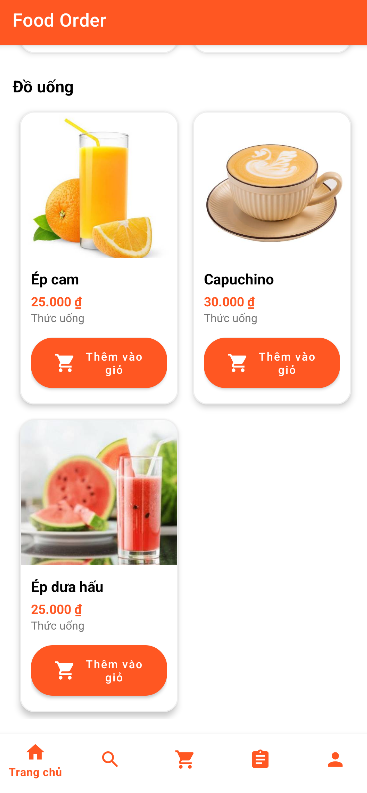 Food Order
Đồ uống
Ép cam
25.000 ₫
Thức uống
Thêm vào
giỏ
Capuchino
30.000 ₫
Thức uống
Thêm vào
giỏ
Ép dưa hấu
25.000 ₫
Thức uống
Thêm vào
giỏ
Trang chủ